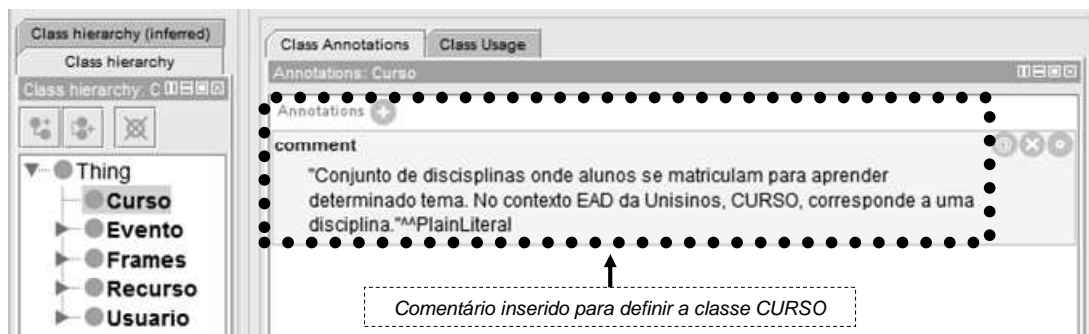 Class hierarchy (inferred)
Class hierarchy
Class hierarchy: C
Thing
Curso
Evento
Frames
Recurso
Usuario
Class Annotations Class Usage
Annotations: Curso
Annotations
comment
"Conjunto de discisplinas onde alunos se matriculam para aprender
determinado tema. No contexto EAD da Unisinos, CURSO, corresponde a uma
disciplina."^^PlainLiteral
Comentário inserido para definir a classe CURSO